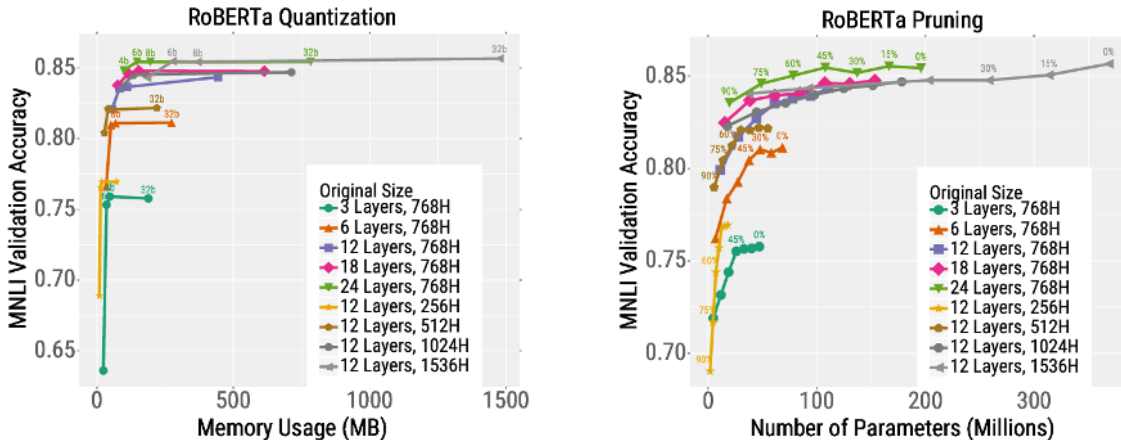 RoBERTa Quantization
MNLI Validation Accuracy
0.85
0.80
0.75
0.70
0.65
4b
6b
8b
6b
8b
32b
32b
32b
6b
32b
32b
Original Size
3 Layers, 768H
6 Layers, 768H
12 Layers, 768H
18 Layers, 768H
24 Layers, 768H
12 Layers, 256H
12 Layers, 512H
12 Layers, 1024H
12 Layers, 1536H
0
500
1000
1500
Memory Usage (MB)
RoBERTa Pruning
MNLI Validation Accuracy
0.85
0.80
0.75
0.70
90%
75%
60%
45%
30%
15%
0%
30%
15%
0%
90%
75%
60%
45%
30%
0%
45%
0%
60%
75%
90%
Original Size
3 Layers, 768H
6 Layers, 768H
12 Layers, 768H
18 Layers, 768H
24 Layers, 768H
12 Layers, 256H
12 Layers, 512H
12 Layers, 1024H
12 Layers, 1536H
0
100
200
300
Number of Parameters (Millions)